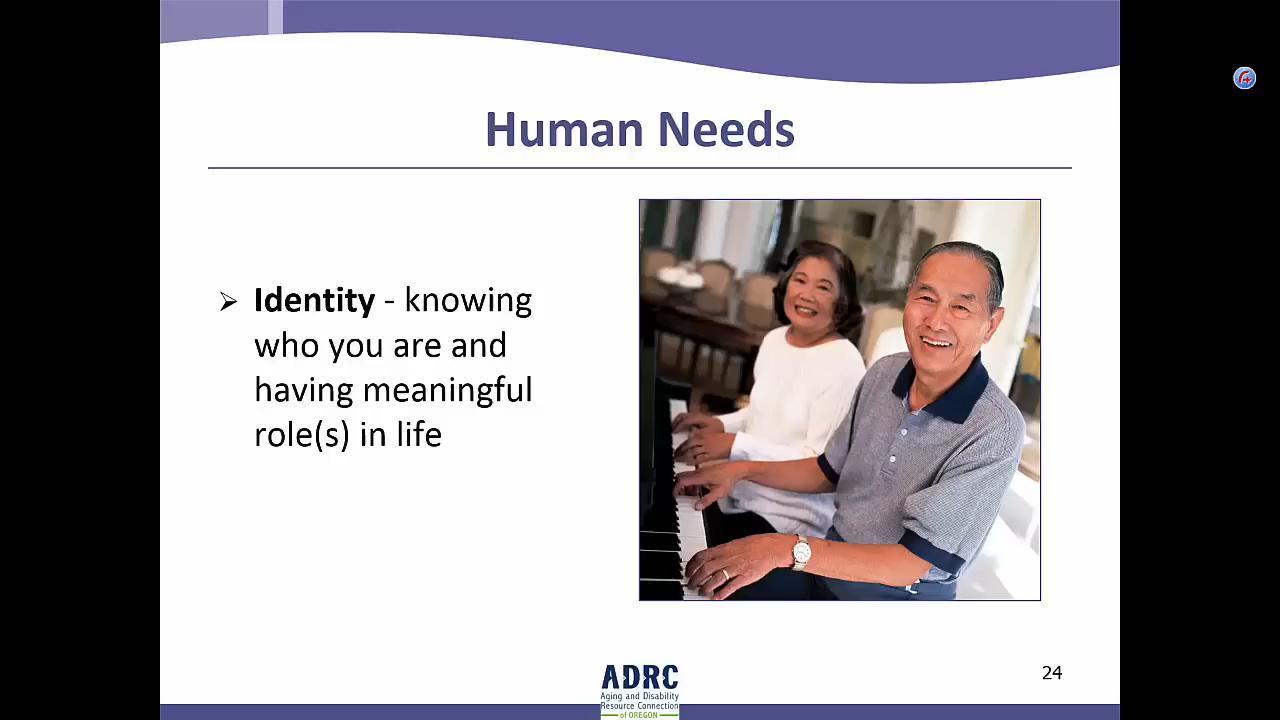 Human Needs
➢ Identity - knowing
who you are and
having meaningful
role(s) in life
ADRC
Aging and Disability
Resource Connection
of OREGON
24